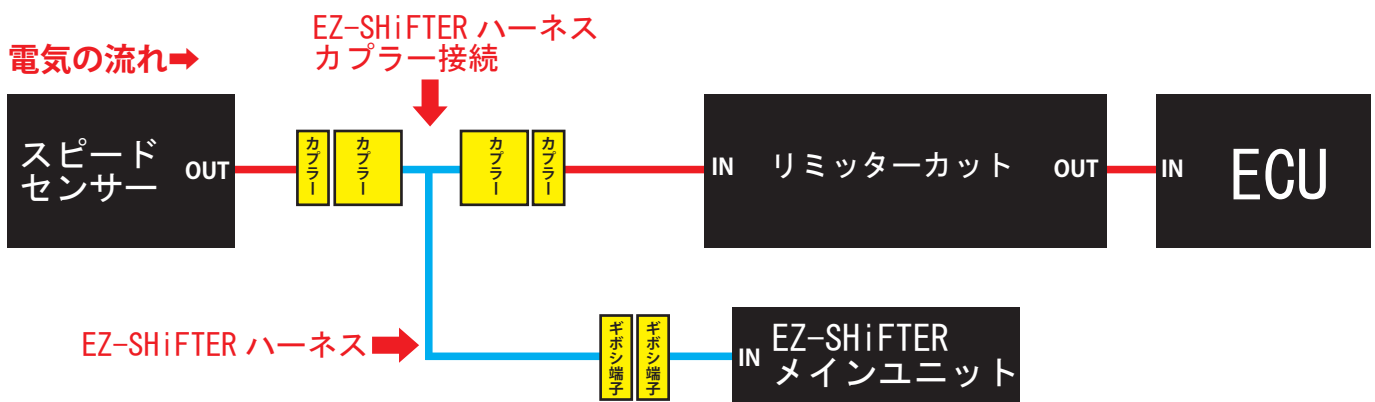 EZ-SHiFTER ハーネス
カプラー接続
電気の流れ➡
スピード
センサー
OUT
カプラー
カプラー
カプラー
カプラー
IN
リミッターカット
OUT
IN
ECU
EZ-SHiFTER ハーネス
ギボシ端子
ギボシ端子
IN
EZ-SHiFTER
メインユニット